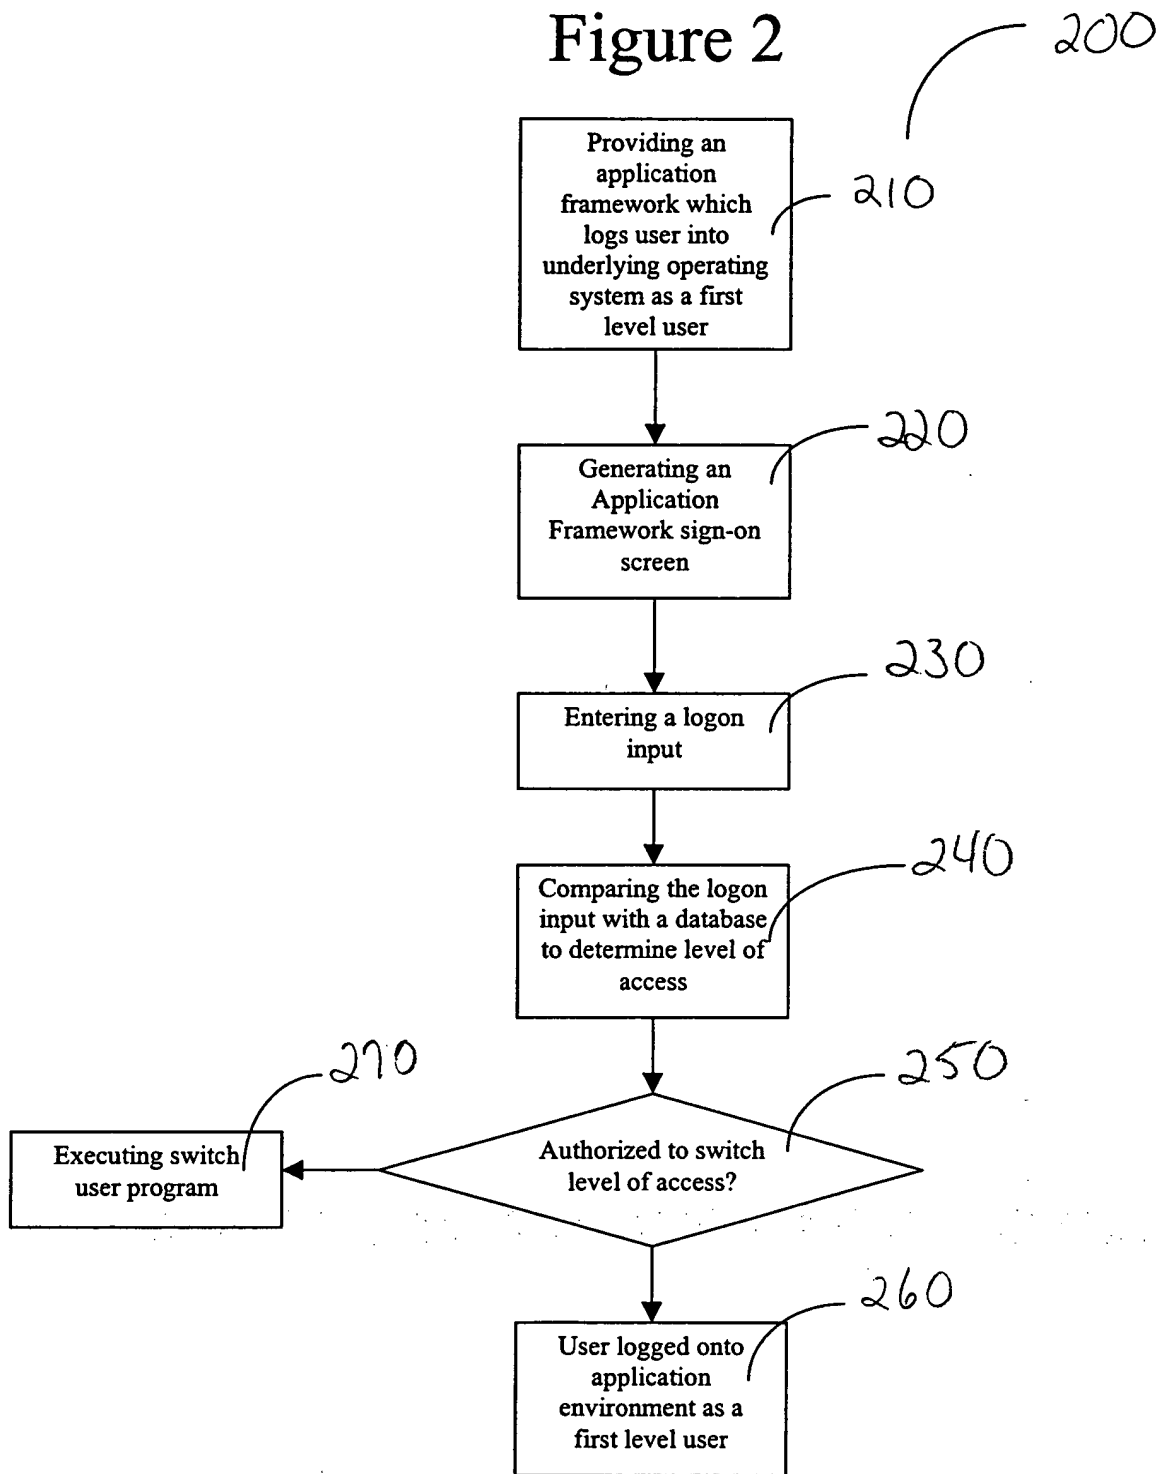 Figure 2
200
Providing an
application
framework which
logs user into
underlying operating
system as a first
level user
210
220
Generating an
Application
Framework sign-on
screen
230
Entering a logon
input
240
Comparing the logon
input with a database
to determine level of
access
270
250
Executing switch
user program
Authorized to switch
level of access?
260
User logged onto
application
environment as a
first level user